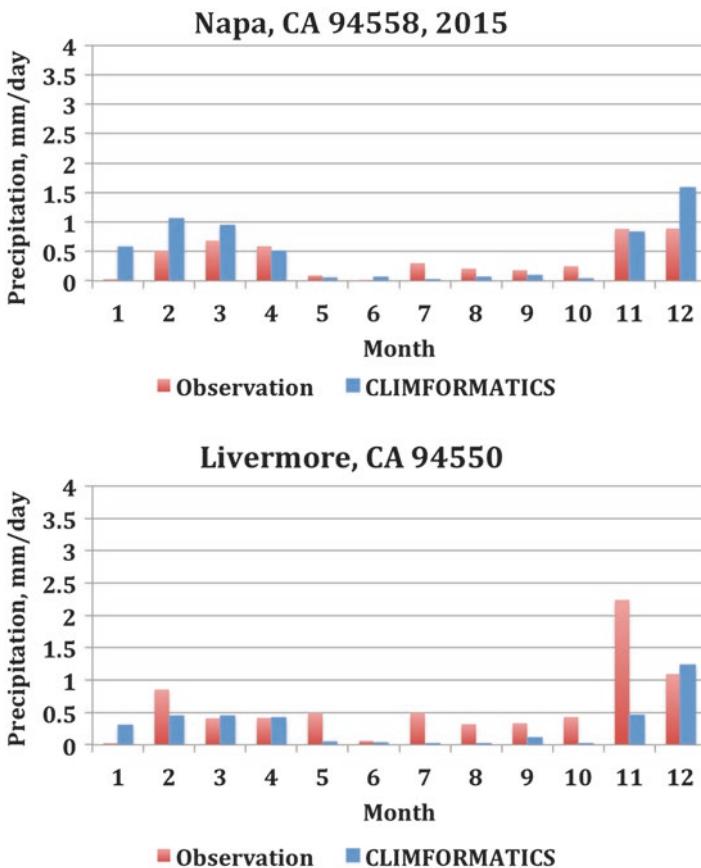 Napa, CA 94558, 2015
Precipitation, mm/day
4
3.5
3
2.5
2
1.5
1
0.5
0
1 2 3 4 5 6 7 8 9 10 11 12
Month
Observation CLIMFORMATICS
Livermore, CA 94550
Precipitation, mm/day
4
3.5
3
2.5
2
1.5
1
0.5
0
1 2 3 4 5 6 7 8 9 10 11 12
Month
Observation CLIMFORMATICS